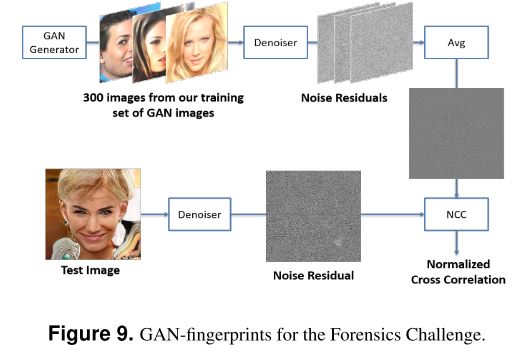 GAN
Generator
Denoiser
Avg
300 images from our training
set of GAN images
Noise Residuals
Denoiser
NCC
Test Image
Noise Residual
Normalized
Cross Correlation
Figure 9. GAN-fingerprints for the Forensics Challenge.